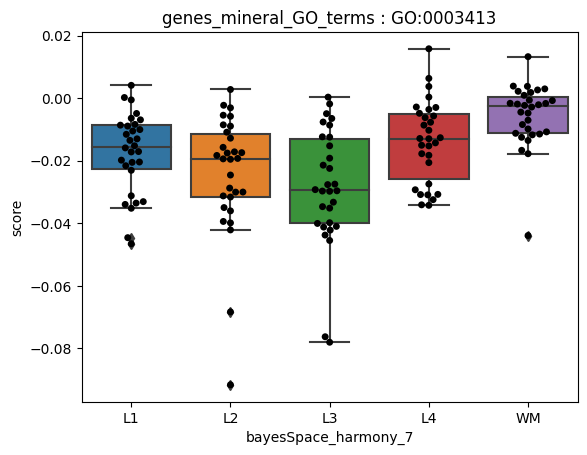 genes_mineral_GO_terms : GO:0003413
0.02
0.00
−0.02
−0.04
−0.06
−0.08
score
L1 L2 L3 L4 WM
bayesSpace_harmony_7